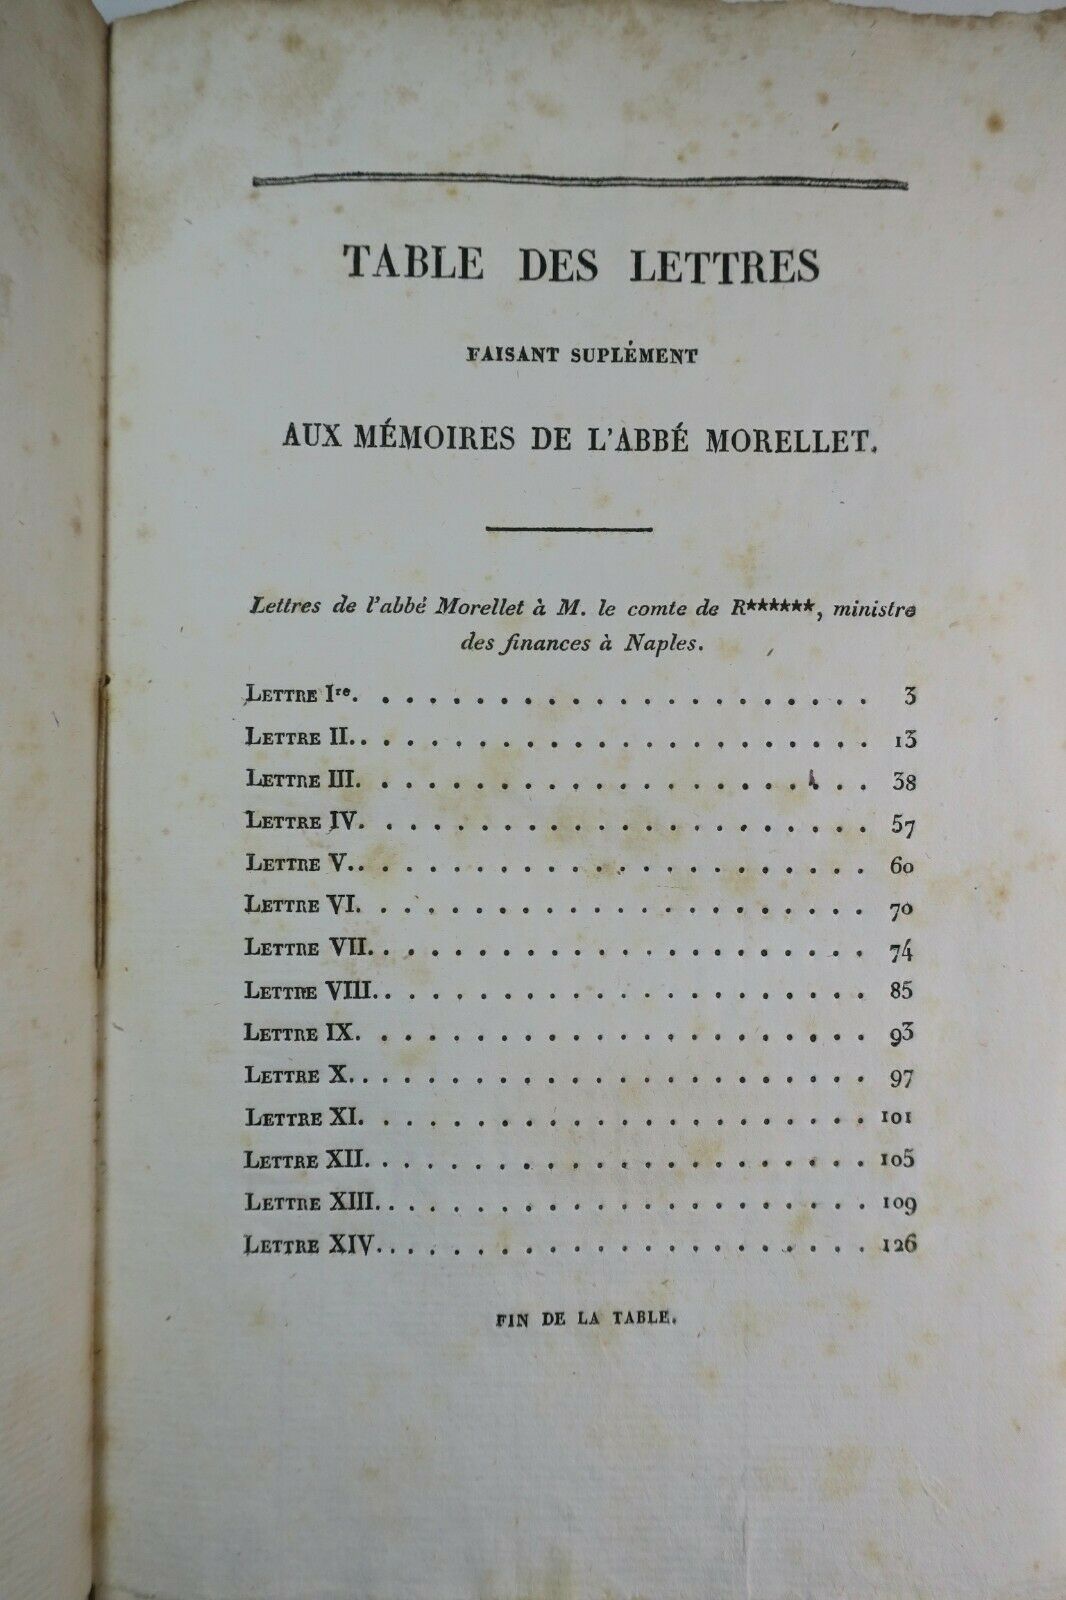 TABLE DES LETTRES
FAISANT SUPLÉMENT
AUX MÉMOIRES DE L'ABBÉ MORELLET.
Lettres de l'abbé Morellet à M. le comte de R******, ministre
des finances à Naples.
LETTRE Iʳᵉ. . . . . . . . . . . . . . . . . . . . . . 3
LETTRE II. . . . . . . . . . . . . . . . . . . . . . . 13
LETTRE III. . . . . . . . . . . . . . . . . . . . . . 38
LETTRE IV. . . . . . . . . . . . . . . . . . . . . . 57
LETTRE V. . . . . . . . . . . . . . . . . . . . . . . 60
LETTRE VI. . . . . . . . . . . . . . . . . . . . . . 70
LETTRE VII. . . . . . . . . . . . . . . . . . . . . . 74
LETTRE VIII. . . . . . . . . . . . . . . . . . . . . . 85
LETTRE IX. . . . . . . . . . . . . . . . . . . . . . 93
LETTRE X. . . . . . . . . . . . . . . . . . . . . . . 97
LETTRE XI. . . . . . . . . . . . . . . . . . . . . . 101
LETTRE XII. . . . . . . . . . . . . . . . . . . . . . 105
LETTRE XIII. . . . . . . . . . . . . . . . . . . . . . 109
LETTRE XIV. . . . . . . . . . . . . . . . . . . . . . 126
FIN DE LA TABLE.